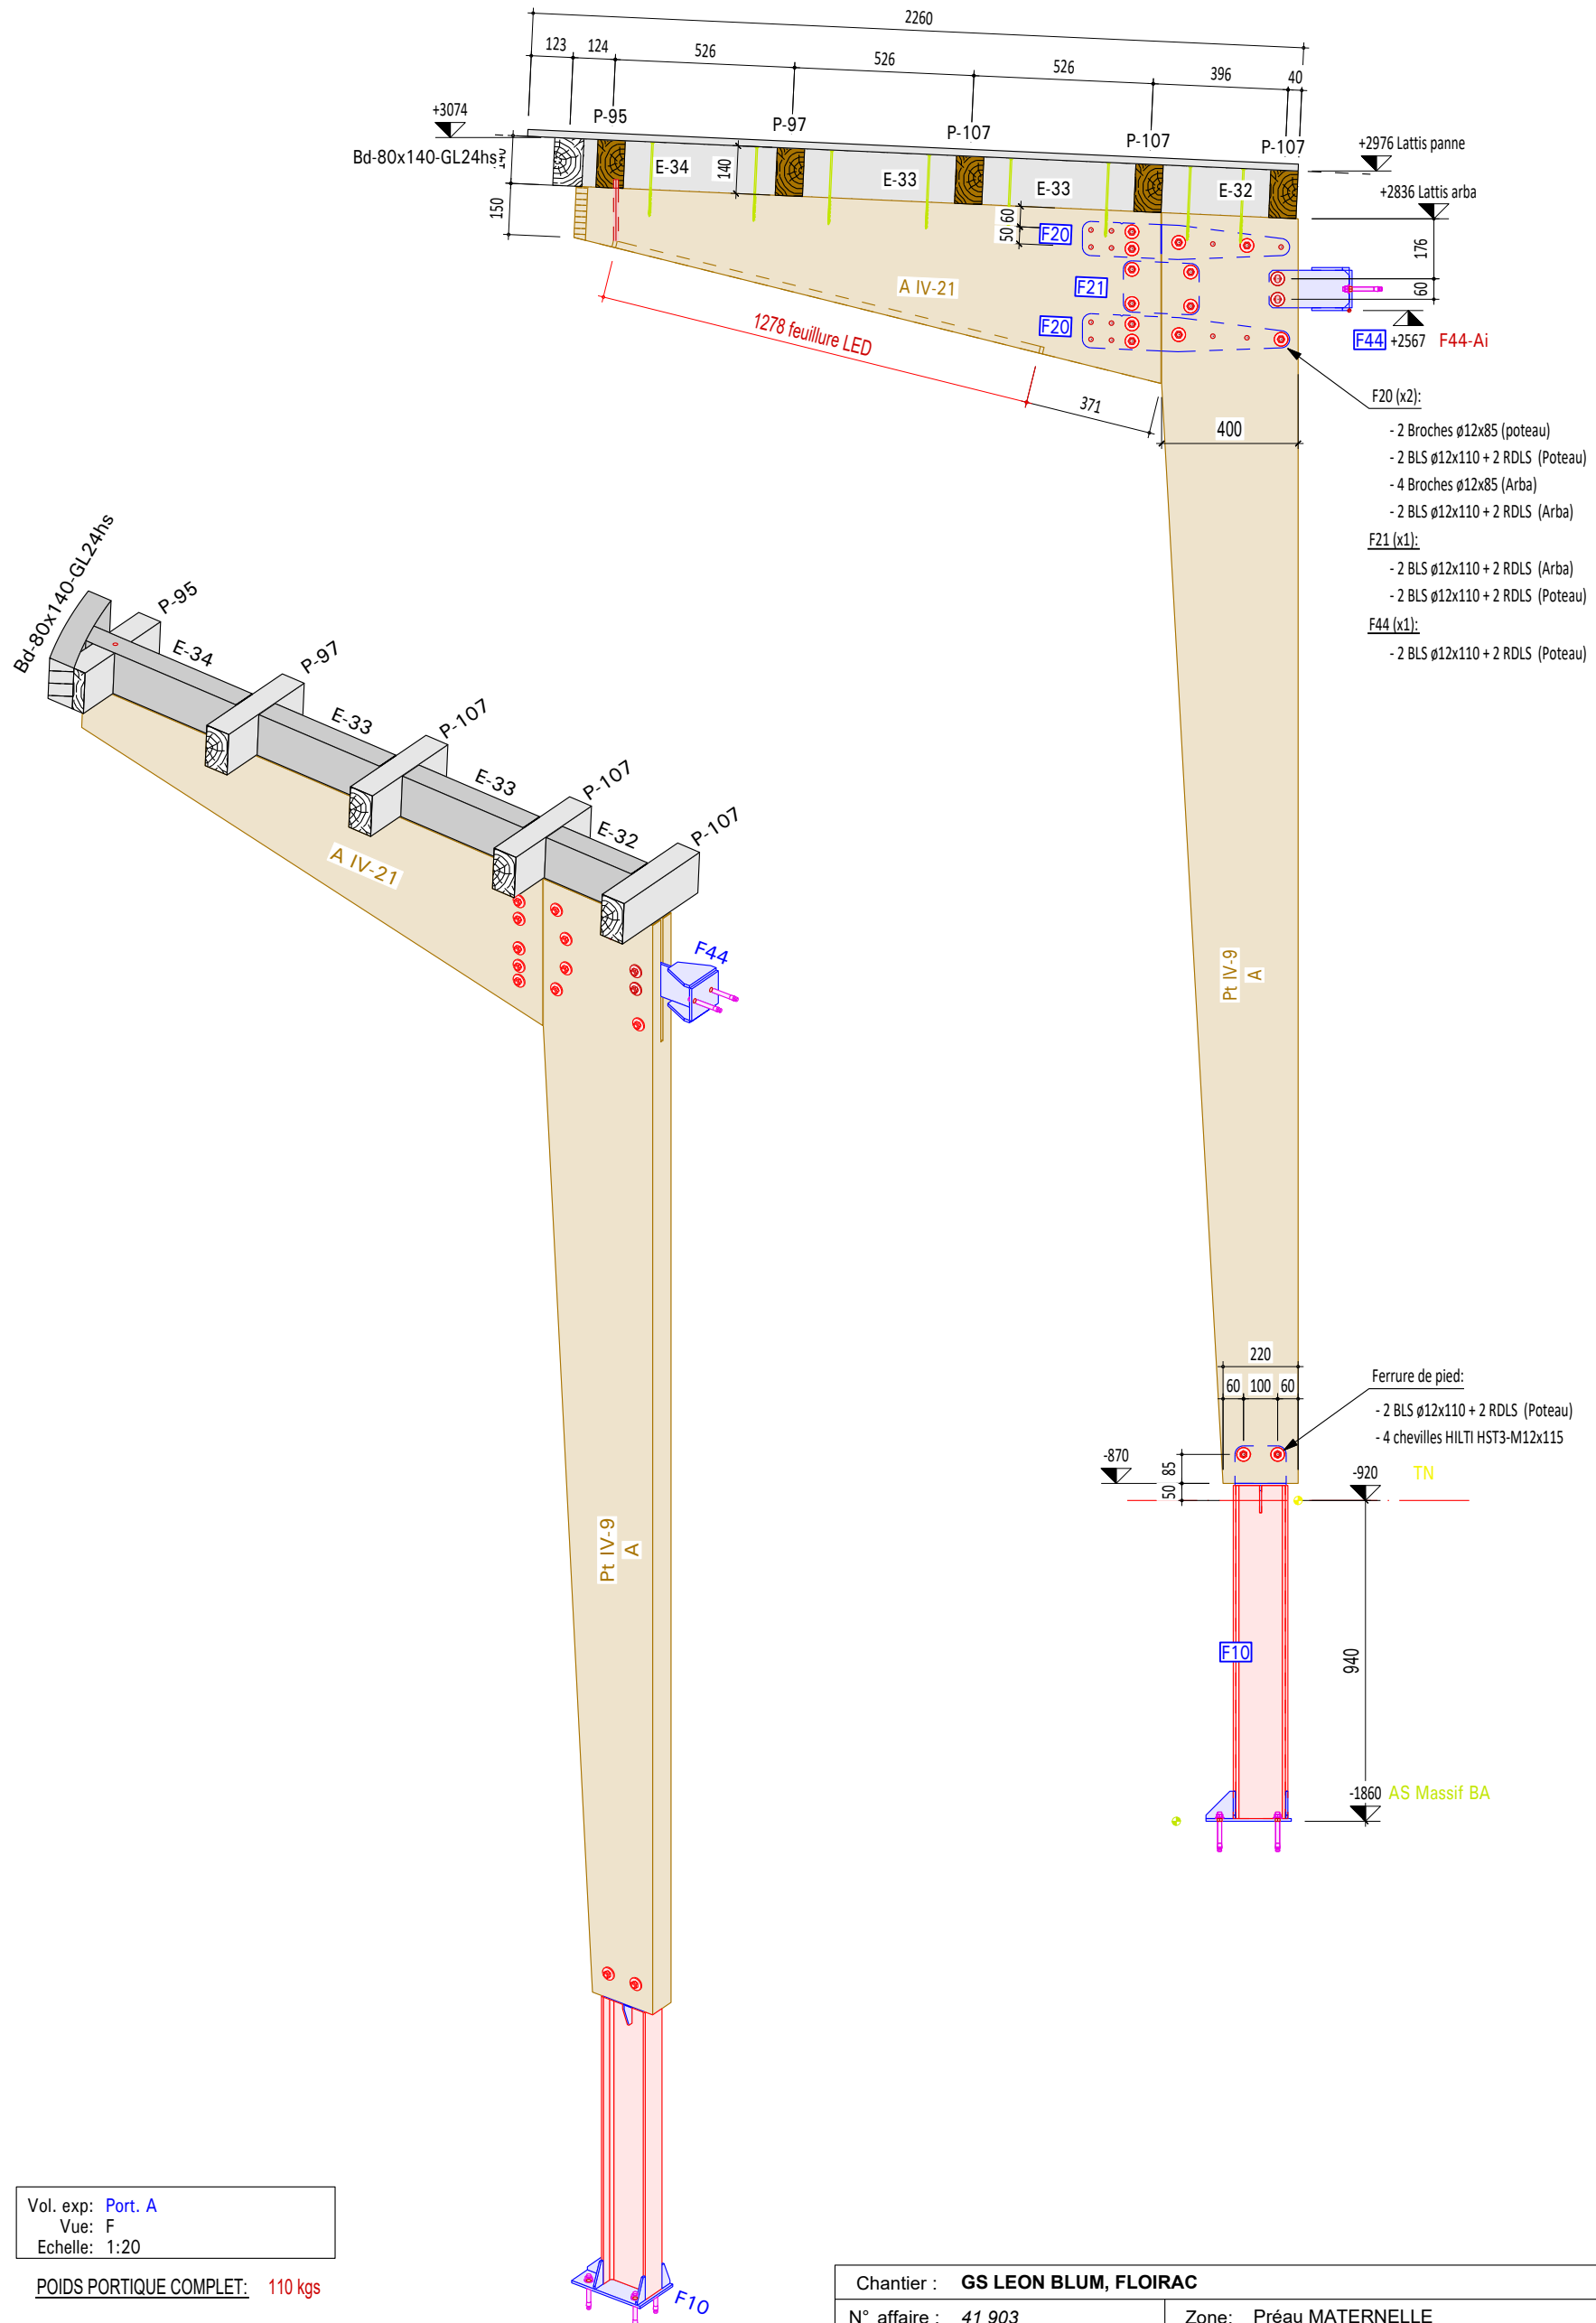 2260
123
124
526
526
526
396
40
+3074
P-95
P-97
P-107
P-107
P-107
+2976 Lattis panne
Bd-80x140-GL24hs
140
E-34
140
E-33
E-33
E-32
+2836 Lattis arba
150
60
50
F20
176
A IV-21
F21
60
F20
1278 feuillure LED
F44
+2567
F44-Ai
371
400
F20 (x2):
- 2 Broches ø12x85 (poteau)
- 2 BLS ø12x110 + 2 RDLS (Poteau)
- 4 Broches ø12x85 (Arba)
- 2 BLS ø12x110 + 2 RDLS (Arba)
F21 (x1):
- 2 BLS ø12x110 + 2 RDLS (Arba)
- 2 BLS ø12x110 + 2 RDLS (Poteau)
F44 (x1):
- 2 BLS ø12x110 + 2 RDLS (Poteau)
Bd-80x140-GL24hs
P-95
E-34
P-97
E-33
P-107
E-33
P-107
E-32
P-107
A IV-21
F44
Pt IV-9
A
220
60
100
60
Ferrure de pied:
- 2 BLS ø12x110 + 2 RDLS (Poteau)
- 4 chevilles HILTI HST3-M12x115
-870
85
50
-920
TN
Pt IV-9
A
F10
940
-1860
AS Massif BA
F10
Vol. exp: Port. A
Vue: F
Echelle: 1:20
POIDS PORTIQUE COMPLET: 110 kgs
Chantier : GS LEON BLUM, FLOIRAC
N° affaire : 41 903
Zone: Préau MATERNELLE